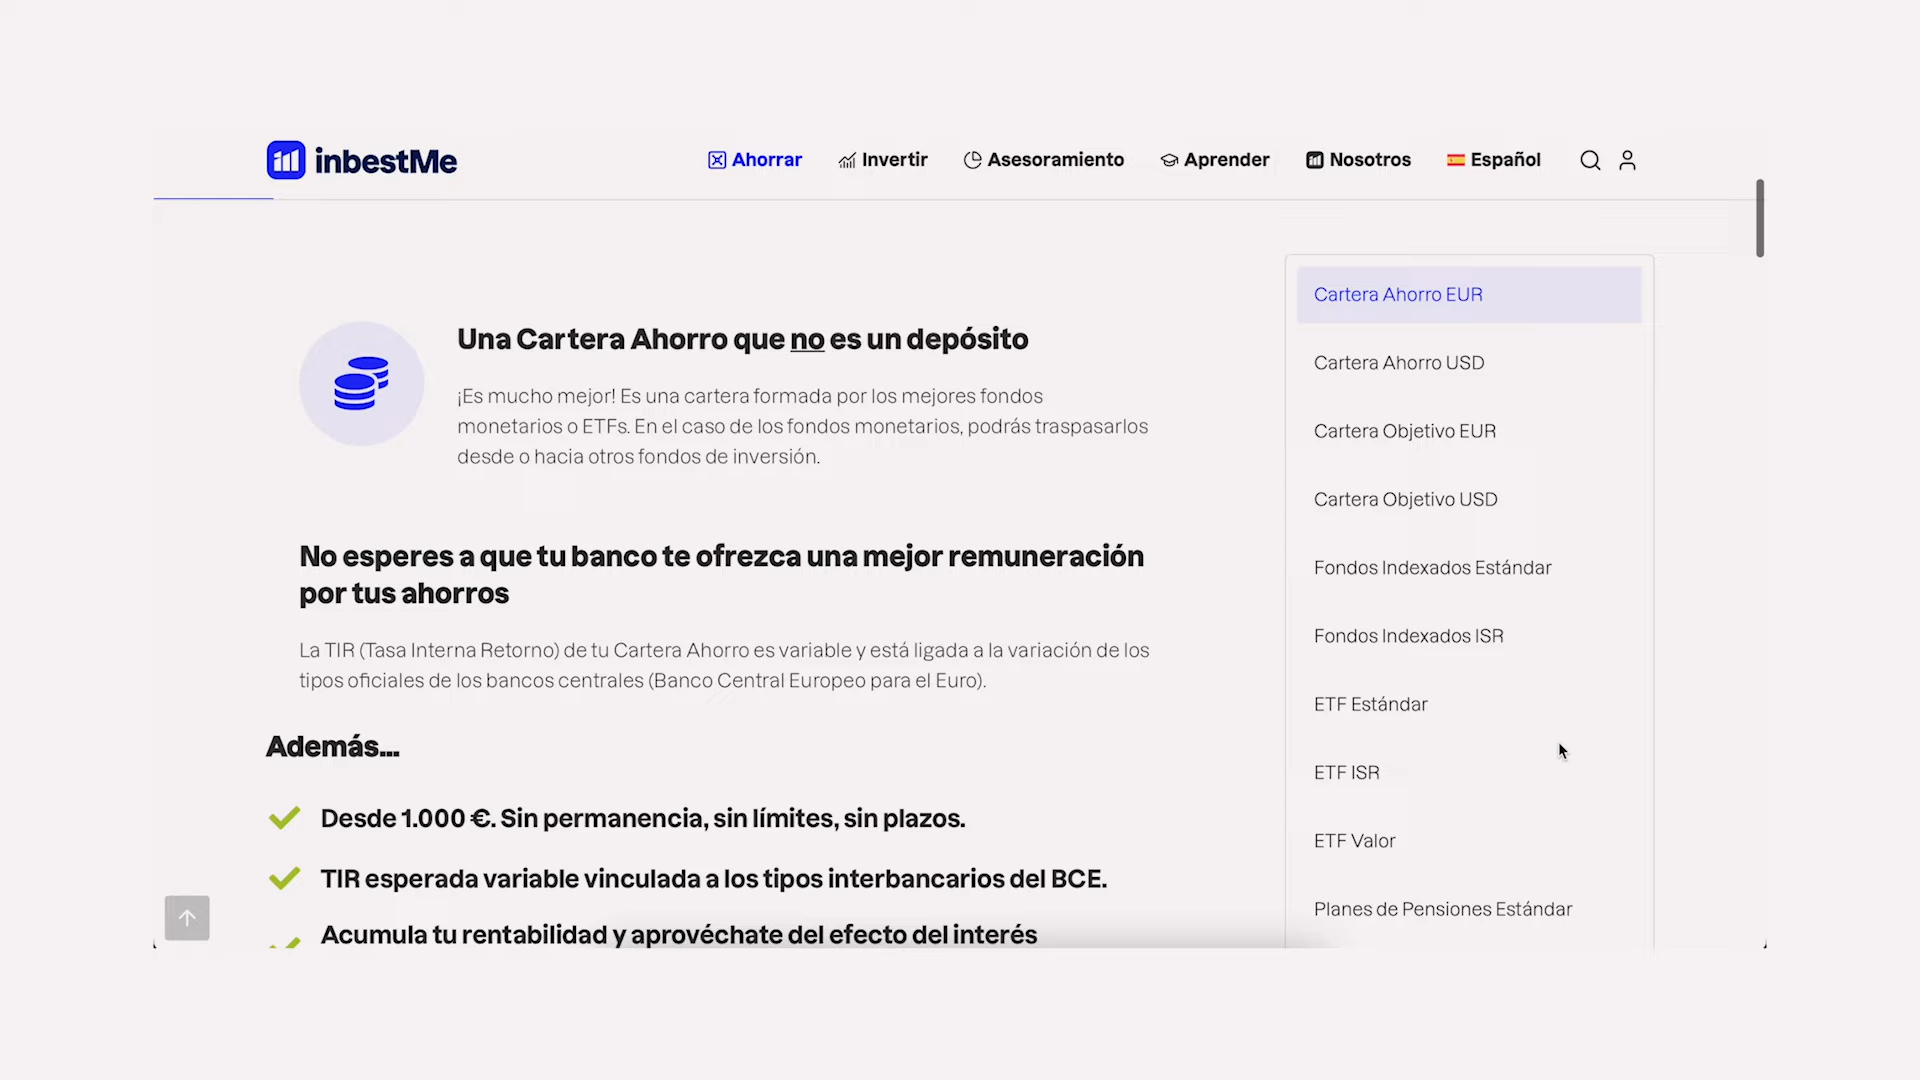 inbestMe
Ahorrar
Invertir
Asesoramiento
Aprender
Nosotros
Español
Una Cartera Ahorro que no es un depósito
¡Es mucho mejor! Es una cartera formada por los mejores fondos
monetarios o ETFs. En el caso de los fondos monetarios, podrás traspasarlos
desde o hacia otros fondos de inversión.
No esperes a que tu banco te ofrezca una mejor remuneración
por tus ahorros
La TIR (Tasa Interna Retorno) de tu Cartera Ahorro es variable y está ligada a la variación de los
tipos oficiales de los bancos centrales (Banco Central Europeo para el Euro).
Además...
Desde 1.000 €. Sin permanencia, sin límites, sin plazos.
TIR esperada variable vinculada a los tipos interbancarios del BCE.
Acumula tu rentabilidad y aprovéchate del efecto del interés
Cartera Ahorro EUR
Cartera Ahorro USD
Cartera Objetivo EUR
Cartera Objetivo USD
Fondos Indexados Estándar
Fondos Indexados ISR
ETF Estándar
ETF ISR
ETF Valor
Planes de Pensiones Estándar